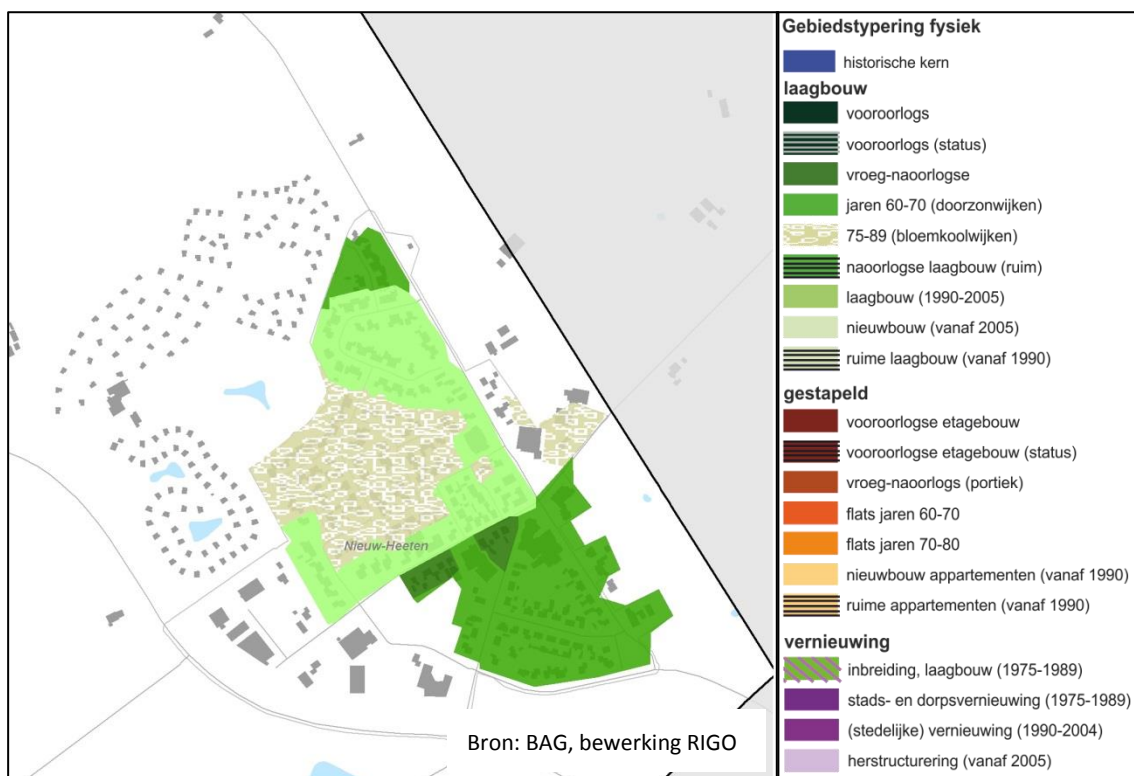 Nieuw-Heeten
Bron: BAG, bewerking RIGO
Gebiedstypering fysiek
historische kern
laagbouw
vooroorlogs
vooroorlogs (status)
vroeg-naoorlogse
jaren 60-70 (doorzonwijken)
75-89 (bloemkoolwijken)
naoorlogse laagbouw (ruim)
laagbouw (1990-2005)
nieuwbouw (vanaf 2005)
ruime laagbouw (vanaf 1990)
gestapeld
vooroorlogse etagebouw
vooroorlogse etagebouw (status)
vroeg-naoorlogs (portiek)
flats jaren 60-70
flats jaren 70-80
nieuwbouw appartementen (vanaf 1990)
ruime appartementen (vanaf 1990)
vernieuwing
inbreiding, laagbouw (1975-1989)
stads- en dorpsvernieuwing (1975-1989)
(stedelijke) vernieuwing (1990-2004)
herstructurering (vanaf 2005)